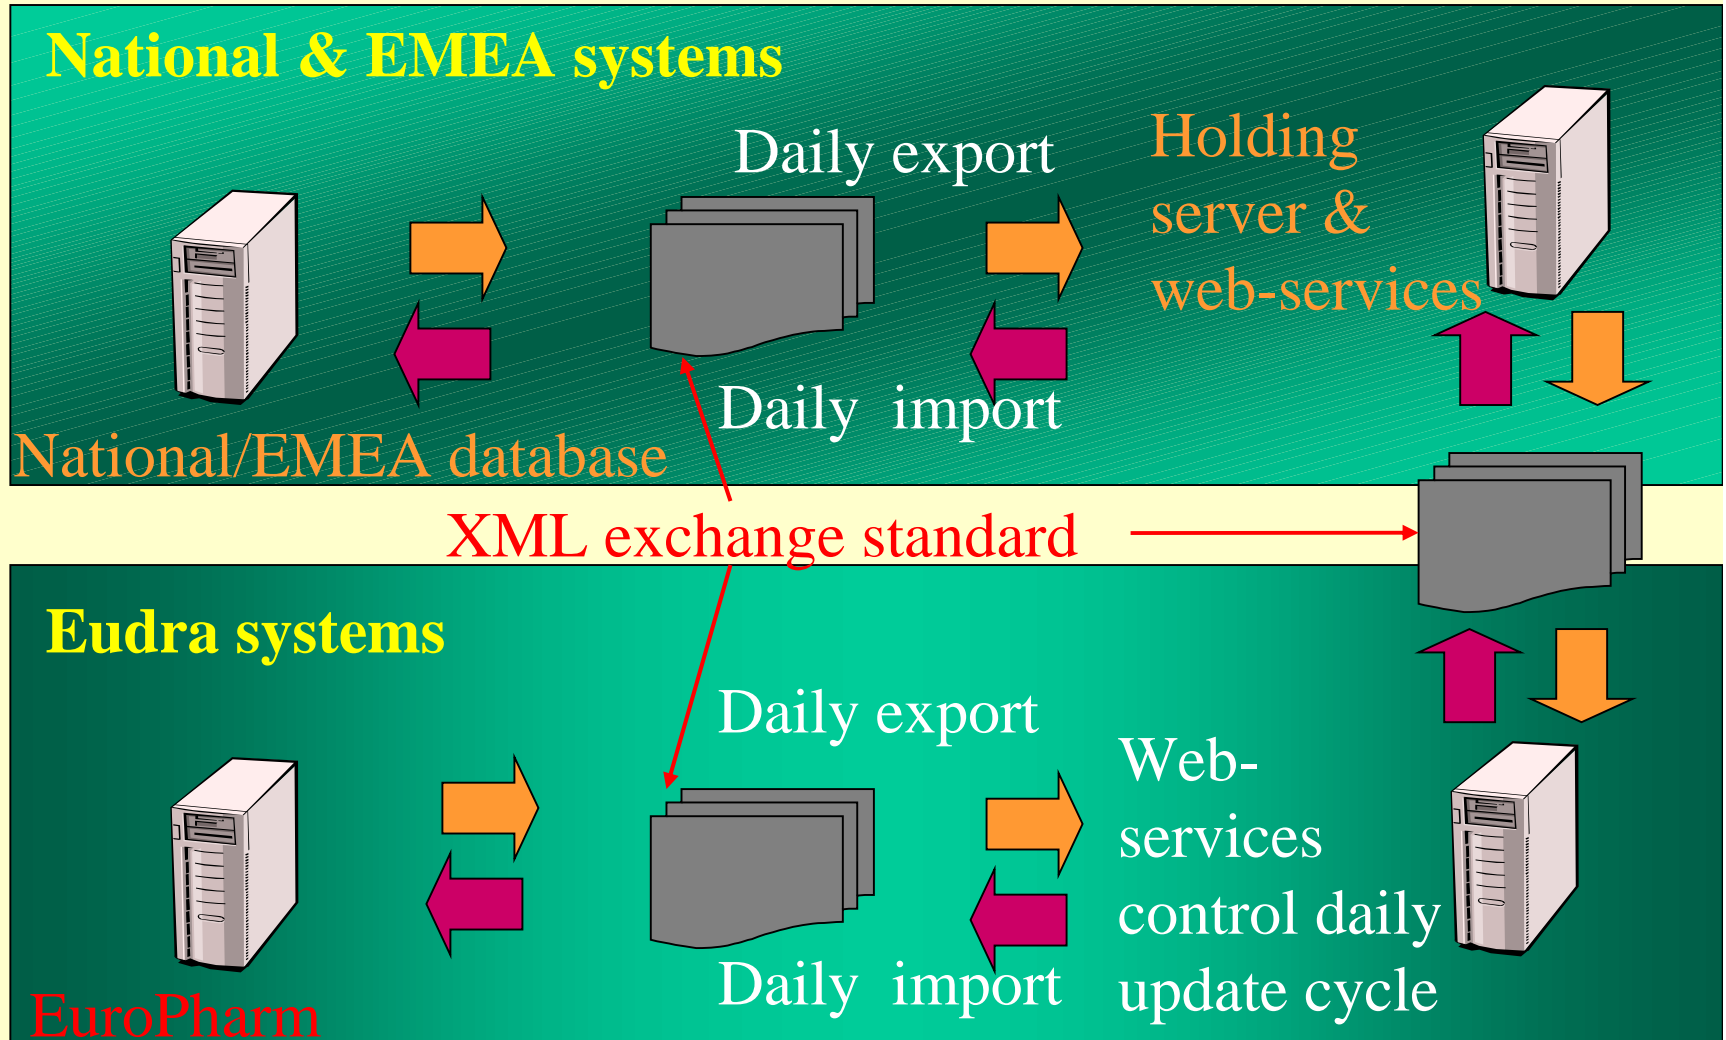 National & EMEA systems
Daily export
Holding
server &
web-services
Daily  import
National/EMEA database
XML exchange standard
Eudra systems
Daily export
Web-
services
control daily
update cycle
Daily  import
EuroPharm